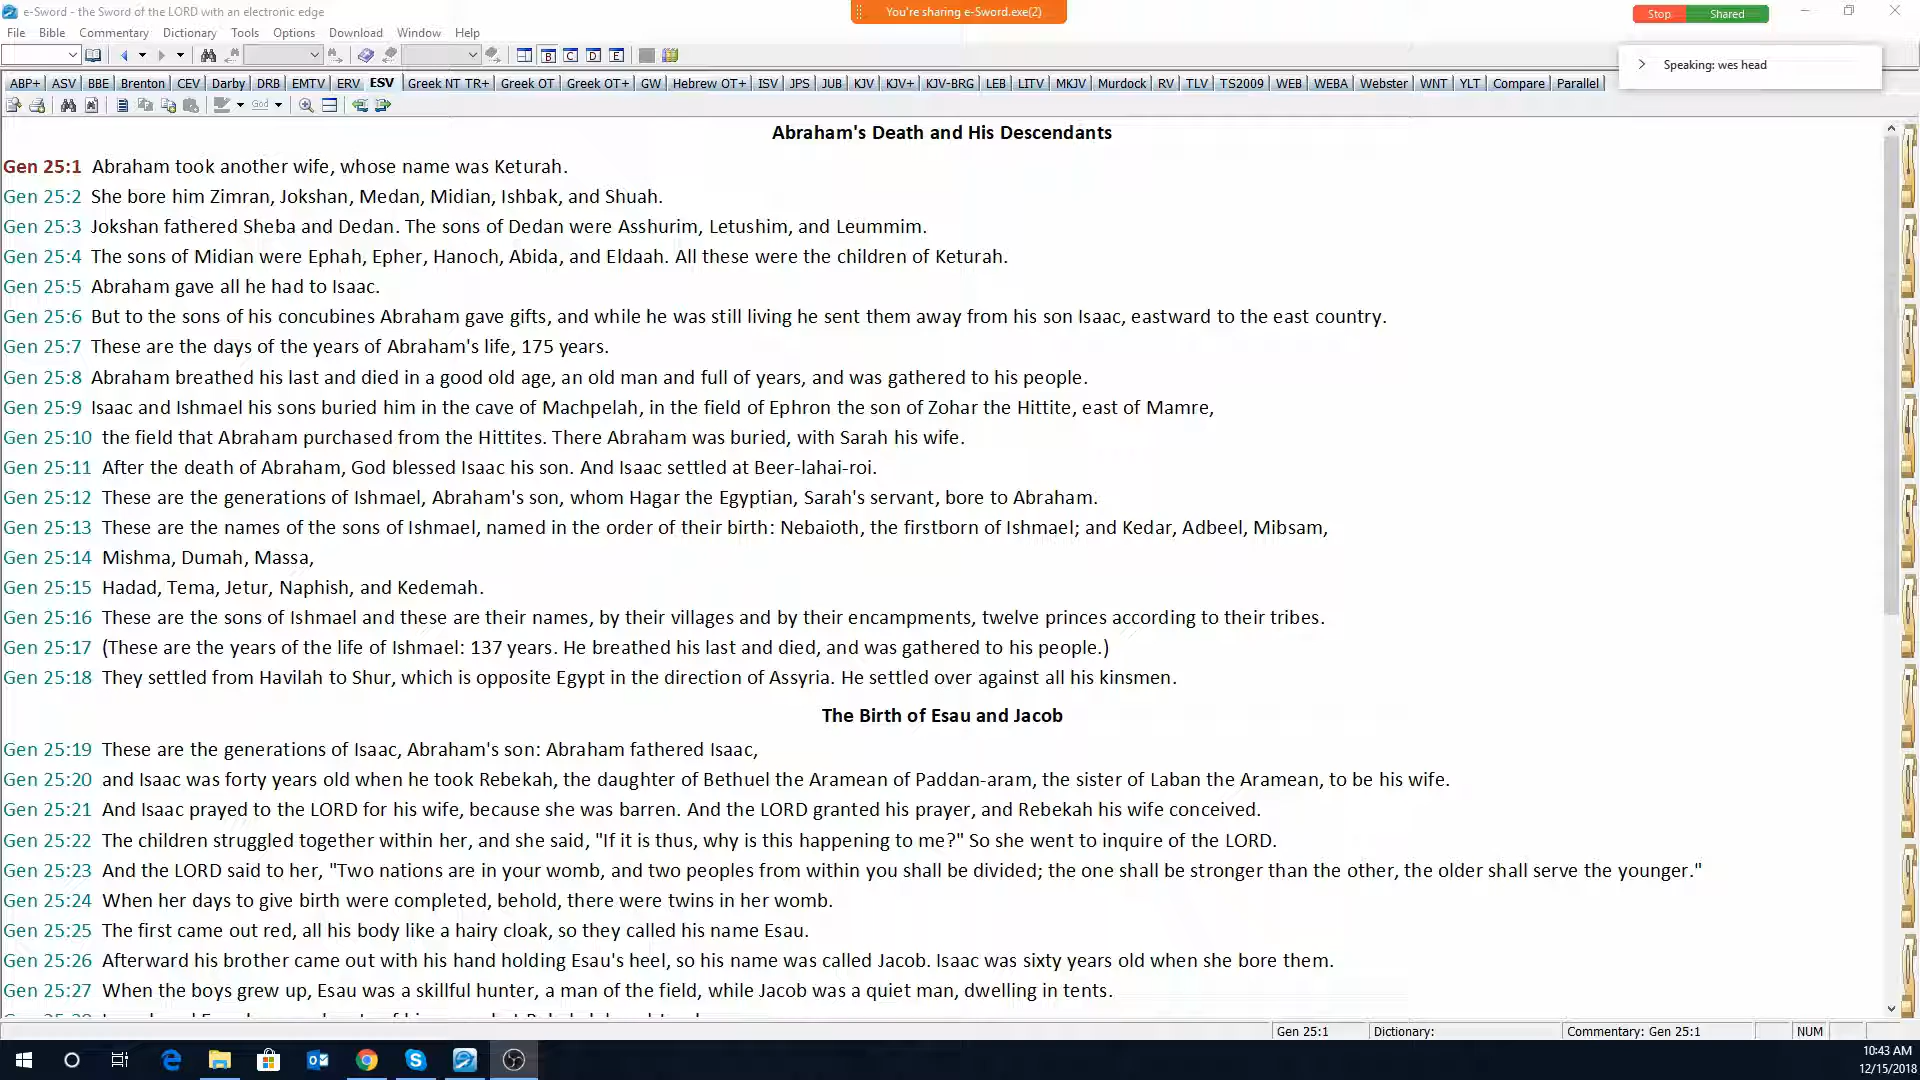 e-Sword - the Sword of the LORD with an electronic edge
You're sharing e-Sword.exe(2)
Stop Shared
File Bible Commentary Dictionary Tools Options Download Window Help
B C D E
Speaking: wes head
ABP+ ASV BBE Brenton CEV Darby DRB EMTV ERV ESV Greek NT TR+ Greek OT Greek OT+ GW Hebrew OT+ ISV JPS JUB KJV KJV+ KJV-BRG LEB LITV MKJV Murdock RV TLV TS2009 WEB WEBA Webster WNT YLT Compare Parallel
God
Abraham's Death and His Descendants
Gen 25:1 Abraham took another wife, whose name was Keturah.
Gen 25:2 She bore him Zimran, Jokshan, Medan, Midian, Ishbak, and Shuah.
Gen 25:3 Jokshan fathered Sheba and Dedan. The sons of Dedan were Asshurim, Letushim, and Leummim.
Gen 25:4 The sons of Midian were Ephah, Epher, Hanoch, Abida, and Eldaah. All these were the children of Keturah.
Gen 25:5 Abraham gave all he had to Isaac.
Gen 25:6 But to the sons of his concubines Abraham gave gifts, and while he was still living he sent them away from his son Isaac, eastward to the east country.
Gen 25:7 These are the days of the years of Abraham's life, 175 years.
Gen 25:8 Abraham breathed his last and died in a good old age, an old man and full of years, and was gathered to his people.
Gen 25:9 Isaac and Ishmael his sons buried him in the cave of Machpelah, in the field of Ephron the son of Zohar the Hittite, east of Mamre,
Gen 25:10 the field that Abraham purchased from the Hittites. There Abraham was buried, with Sarah his wife.
Gen 25:11 After the death of Abraham, God blessed Isaac his son. And Isaac settled at Beer-lahai-roi.
Gen 25:12 These are the generations of Ishmael, Abraham's son, whom Hagar the Egyptian, Sarah's servant, bore to Abraham.
Gen 25:13 These are the names of the sons of Ishmael, named in the order of their birth: Nebaioth, the firstborn of Ishmael; and Kedar, Adbeel, Mibsam,
Gen 25:14 Mishma, Dumah, Massa,
Gen 25:15 Hadad, Tema, Jetur, Naphish, and Kedemah.
Gen 25:16 These are the sons of Ishmael and these are their names, by their villages and by their encampments, twelve princes according to their tribes.
Gen 25:17 (These are the years of the life of Ishmael: 137 years. He breathed his last and died, and was gathered to his people.)
Gen 25:18 They settled from Havilah to Shur, which is opposite Egypt in the direction of Assyria. He settled over against all his kinsmen.
The Birth of Esau and Jacob
Gen 25:19 These are the generations of Isaac, Abraham's son: Abraham fathered Isaac,
Gen 25:20 and Isaac was forty years old when he took Rebekah, the daughter of Bethuel the Aramean of Paddan-aram, the sister of Laban the Aramean, to be his wife.
Gen 25:21 And Isaac prayed to the LORD for his wife, because she was barren. And the LORD granted his prayer, and Rebekah his wife conceived.
Gen 25:22 The children struggled together within her, and she said, "If it is thus, why is this happening to me?" So she went to inquire of the LORD.
Gen 25:23 And the LORD said to her, "Two nations are in your womb, and two peoples from within you shall be divided; the one shall be stronger than the other, the older shall serve the younger."
Gen 25:24 When her days to give birth were completed, behold, there were twins in her womb.
Gen 25:25 The first came out red, all his body like a hairy cloak, so they called his name Esau.
Gen 25:26 Afterward his brother came out with his hand holding Esau's heel, so his name was called Jacob. Isaac was sixty years old when she bore them.
Gen 25:27 When the boys grew up, Esau was a skillful hunter, a man of the field, while Jacob was a quiet man, dwelling in tents.
Gen 25:1 Dictionary: Commentary: Gen 25:1 NUM
10:43 AM
12/15/2018